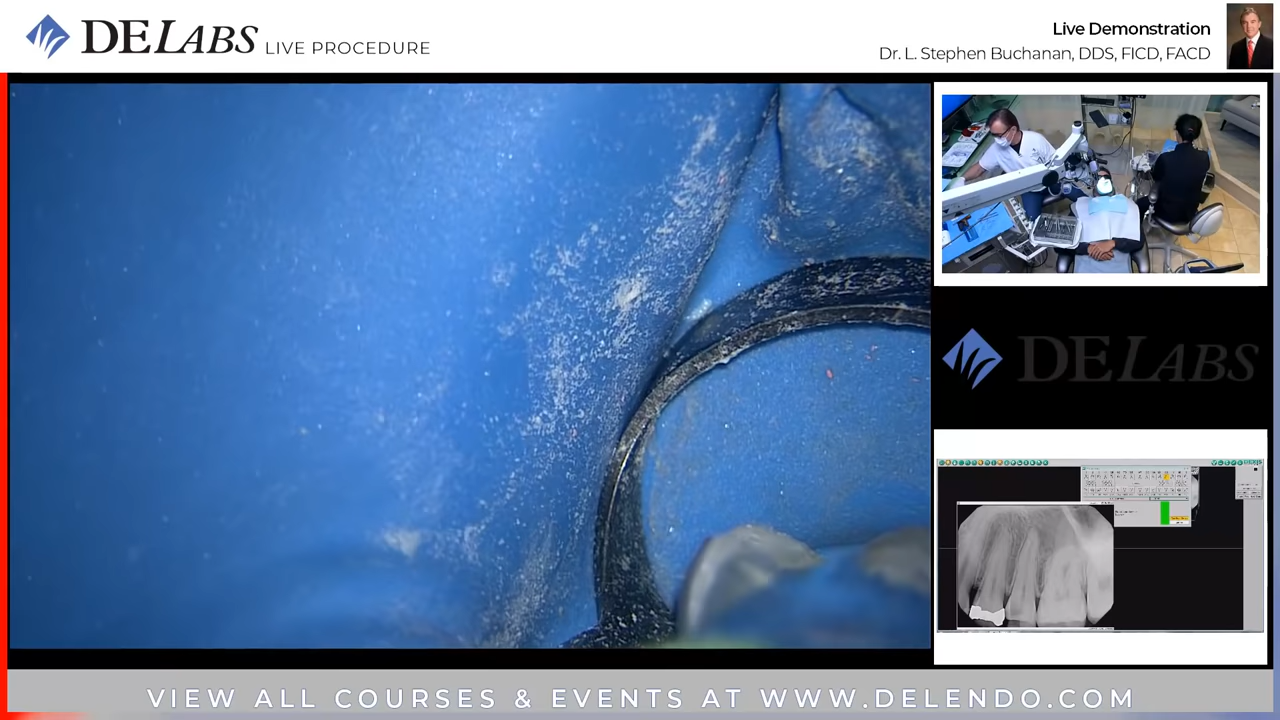 DELABS LIVE PROCEDURE
Live Demonstration
Dr. L. Stephen Buchanan, DDS, FICD, FACD
DELABS
VIEW ALL COURSES & EVENTS AT WWW.DELENDO.COM